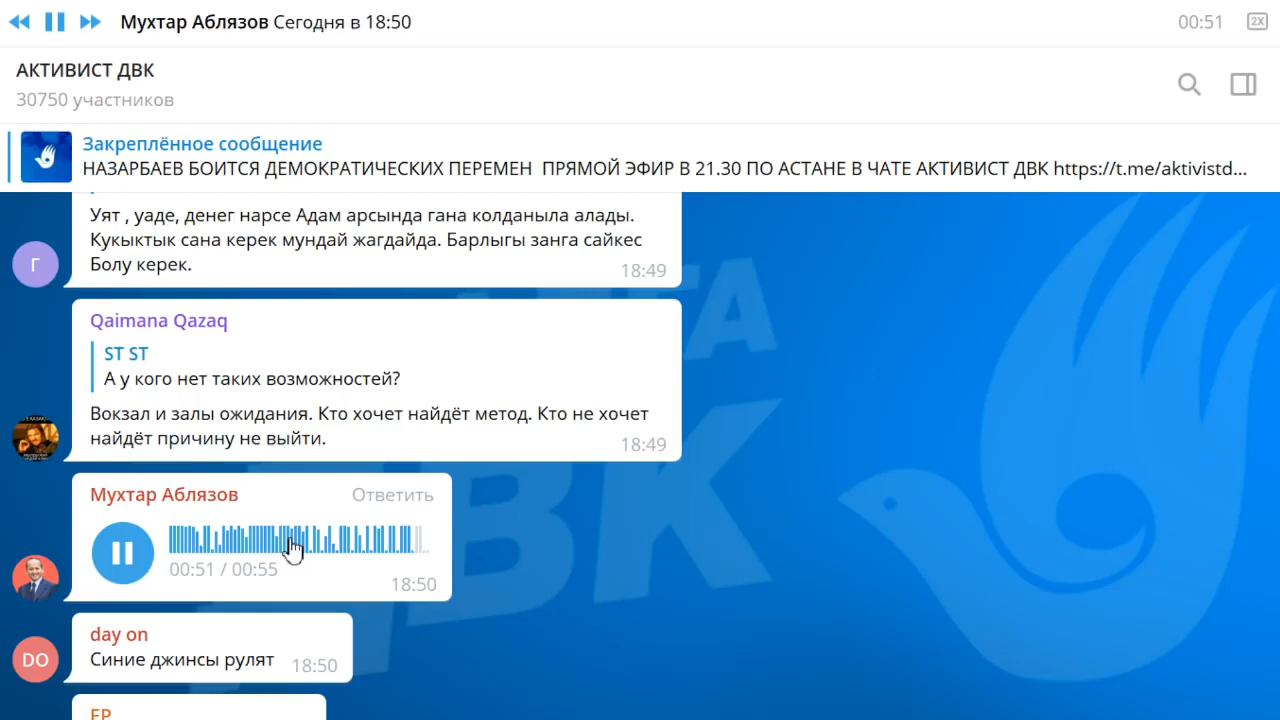 Мухтар Аблязов Сегодня в 18:50
00:51
2X
АКТИВИСТ ДВК
30750 участников
Закреплённое сообщение
НАЗАРБАЕВ БОИТСЯ ДЕМОКРАТИЧЕСКИХ ПЕРЕМЕН ПРЯМОЙ ЭФИР В 21.30 ПО АСТАНЕ В ЧАТЕ АКТИВИСТ ДВК https://t.me/aktivistd...
Уят , уаде, денег нарсе Адам арсында гана колданыла алады.
Кукыктык сана керек мундай жагдайда. Барлыгы занга сайкес
Болу керек.
18:49
Г
Qaimana Qazaq
ST ST
А у кого нет таких возможностей?
Вокзал и залы ожидания. Кто хочет найдёт метод. Кто не хочет
найдёт причину не выйти.
18:49
Мухтар Аблязов
Ответить
00:51 / 00:55
18:50
day on
DO
Синие джинсы рулят
18:50
ДВК